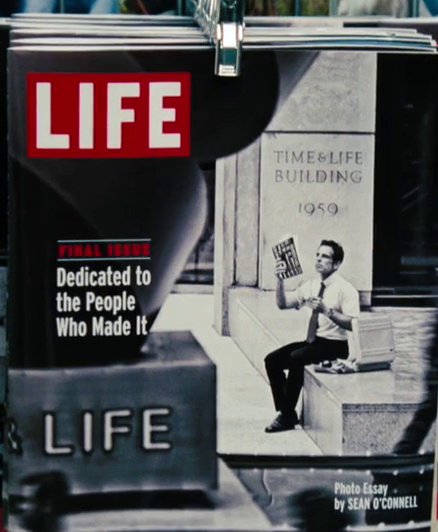 LIFE
TIME & LIFE
BUILDING
1959
FINAL ISSUE
Dedicated to
the People
Who Made It
& LIFE
Photo Essay
by SEAN O'CONNELL